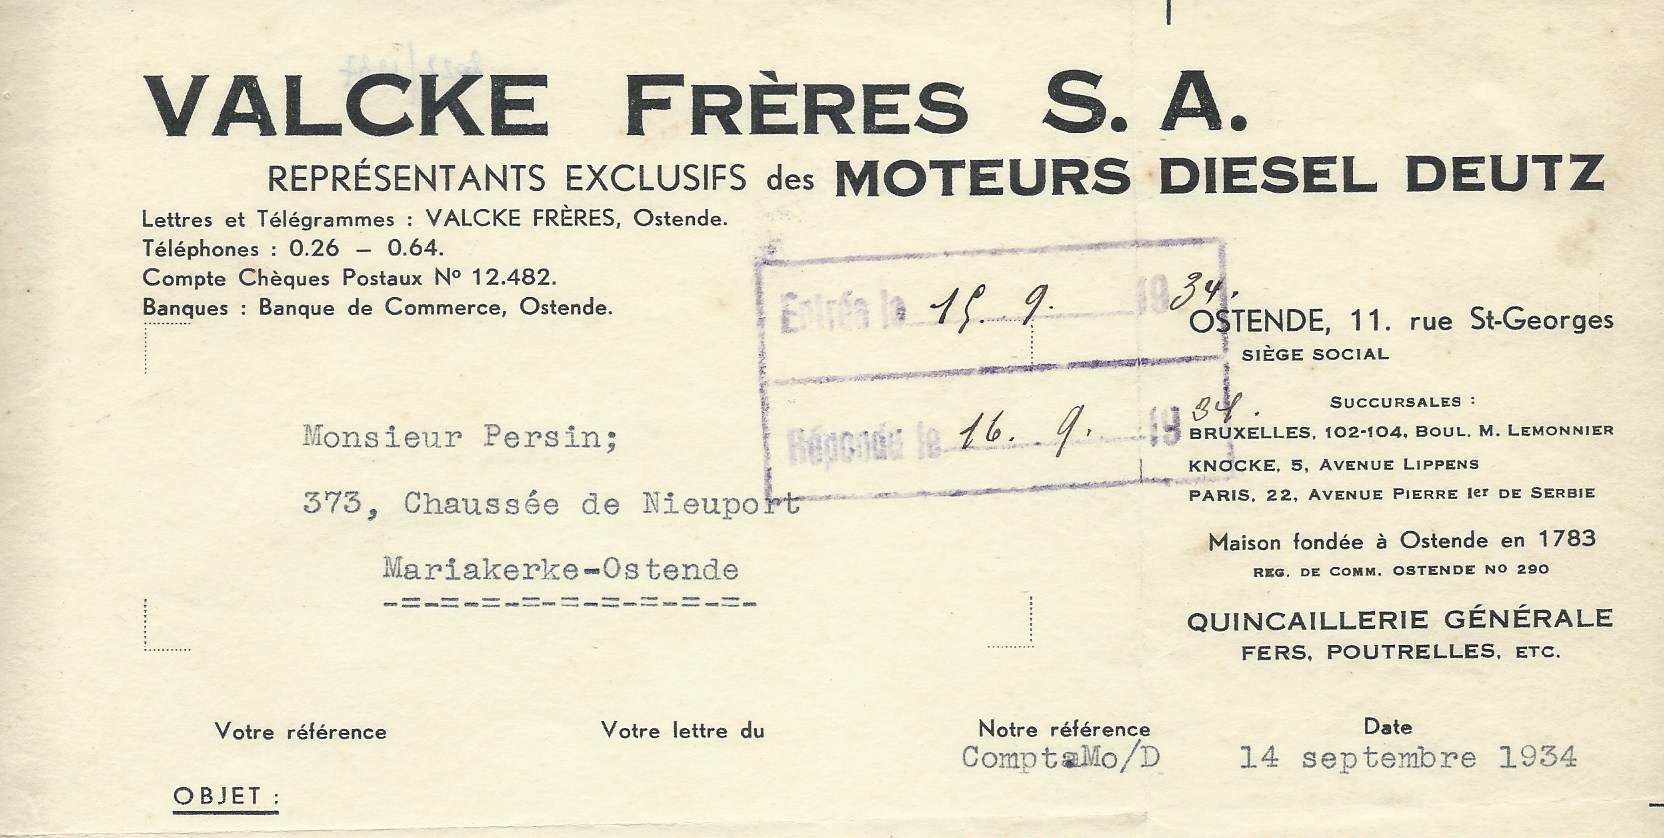 VALCKE FRÈRES S. A.
REPRÉSENTANTS EXCLUSIFS des MOTEURS DIESEL DEUTZ
Lettres et Télégrammes : VALCKE FRÈRES, Ostende.
Téléphones : 0.26 – 0.64.
Compte Chèques Postaux Nº 12.482.
Banques : Banque de Commerce, Ostende.
Entrée le 15. 9. 1934.
Répondu le 16. 9. 1934.
OSTENDE, 11. rue St-Georges
SIÈGE SOCIAL
SUCCURSALES :
BRUXELLES, 102-104, BOUL. M. LEMONNIER
KNOCKE, 5, AVENUE LIPPENS
PARIS, 22, AVENUE PIERRE Ier DE SERBIE
Maison fondée à Ostende en 1783
REG. DE COMM. OSTENDE Nº 290
QUINCAILLERIE GÉNÉRALE
FERS, POUTRELLES, ETC.
Monsieur Persin;
373, Chaussée de Nieuport
Mariakerke-Ostende
-=-=-=-=-=-=-=-=-=-
Votre référence
Votre lettre du
Notre référence
ComptaMo/D
Date
14 septembre 1934
OBJET :